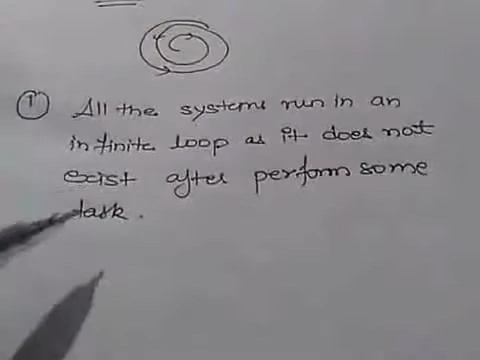 ① All the systems run in an
infinite loop as it does not
exist after perform some
task.